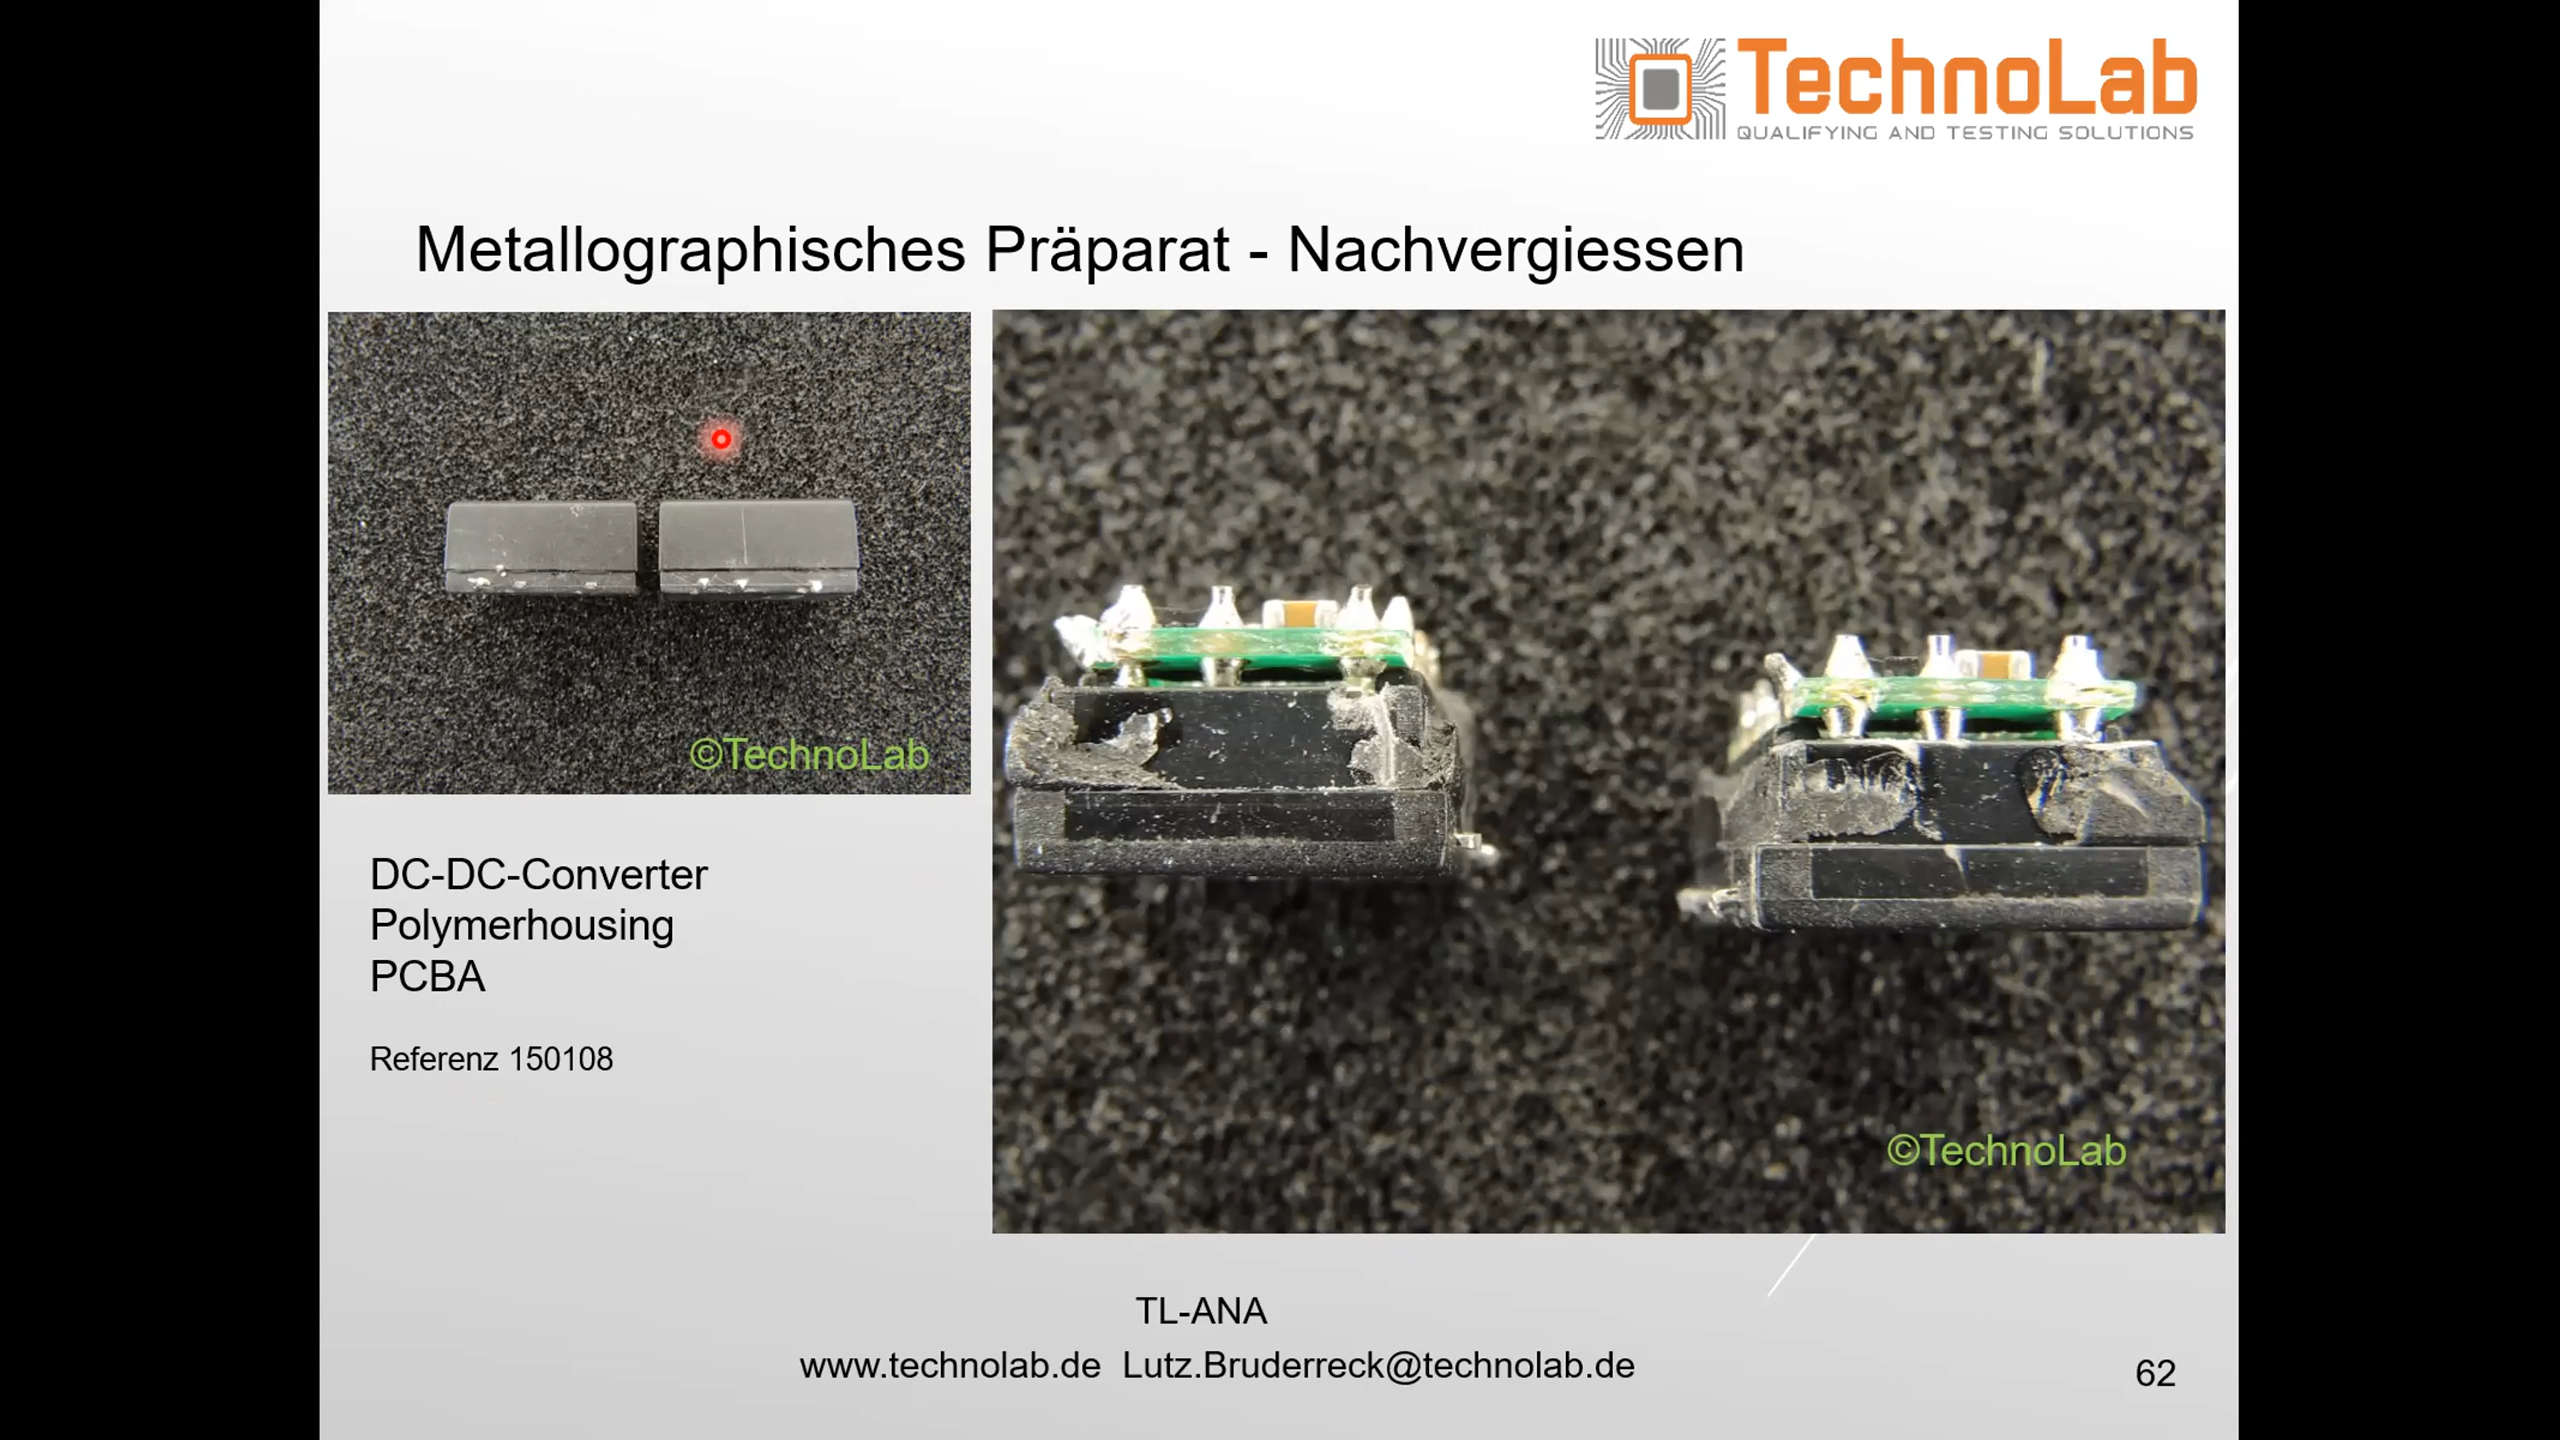 TechnoLab
QUALIFYING AND TESTING SOLUTIONS
Metallographisches Präparat - Nachvergiessen
©TechnoLab
DC-DC-Converter
Polymerhousing
PCBA
Referenz 150108
©TechnoLab
TL-ANA
www.technolab.de Lutz.Bruderreck@technolab.de
62